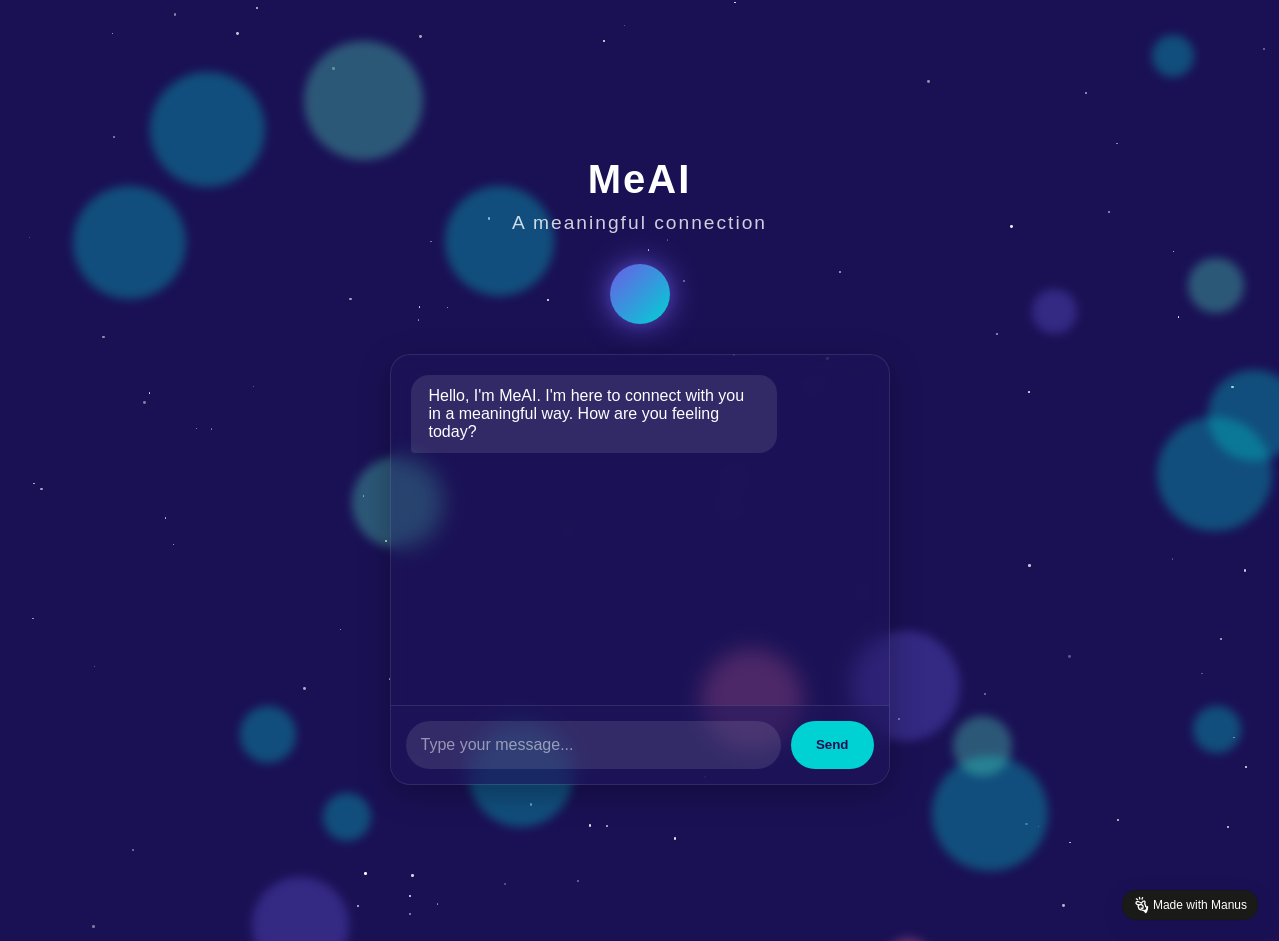 MeAI
A meaningful connection
Hello, I'm MeAI. I'm here to connect with you
in a meaningful way. How are you feeling
today?
Type your message...
Send
Made with Manus